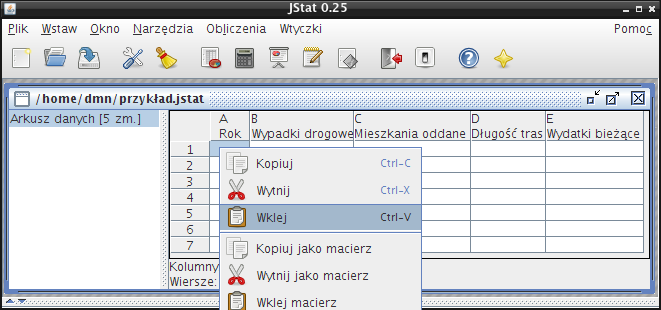 JStat 0.25
Plik Wstaw Okno Narzędzia Obliczenia Wtyczki Pomoc
/home/dmn/przykład.jstat
Arkusz danych [5 zm.]
A B C D E
Rok Wypadki drogowe Mieszkania oddane Długość tras Wydatki bieżące
1
2
3
4
5
6
7
Kopiuj Ctrl-C
Wytnij Ctrl-X
Wklej Ctrl-V
Kopiuj jako macierz
Wytnij jako macierz
Wklej macierz
Kolumny
Wiersze: